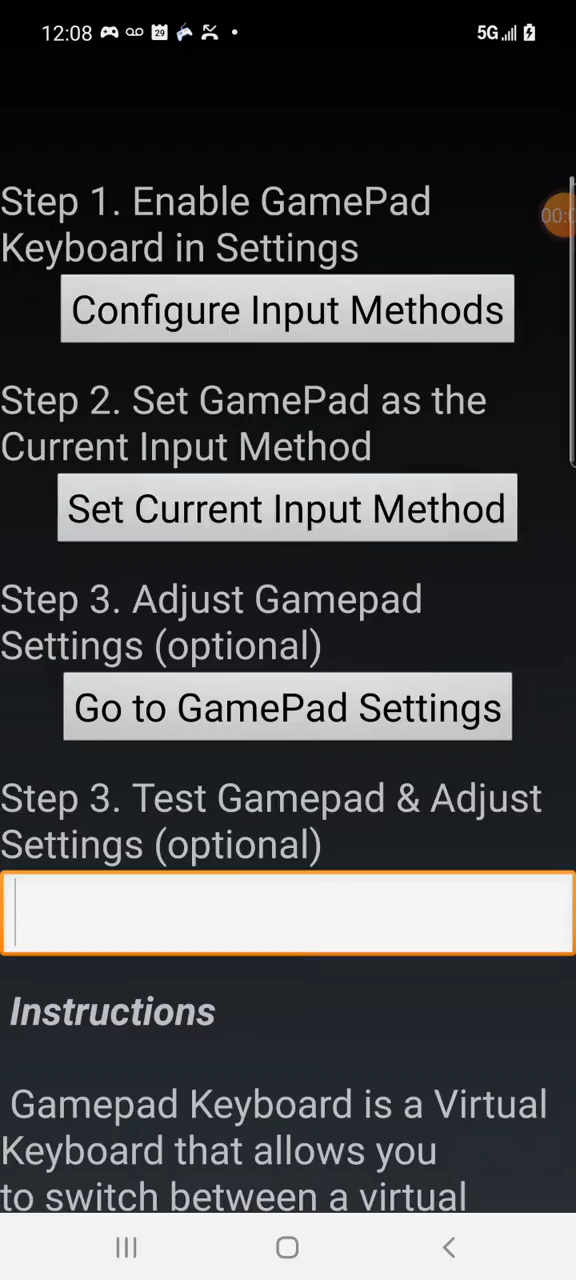 12:08
29
5G
Step 1. Enable GamePad
Keyboard in Settings
Configure Input Methods
Step 2. Set GamePad as the
Current Input Method
Set Current Input Method
Step 3. Adjust Gamepad
Settings (optional)
Go to GamePad Settings
Step 3. Test Gamepad & Adjust
Settings (optional)
Instructions
Gamepad Keyboard is a Virtual
Keyboard that allows you
to switch between a virtual